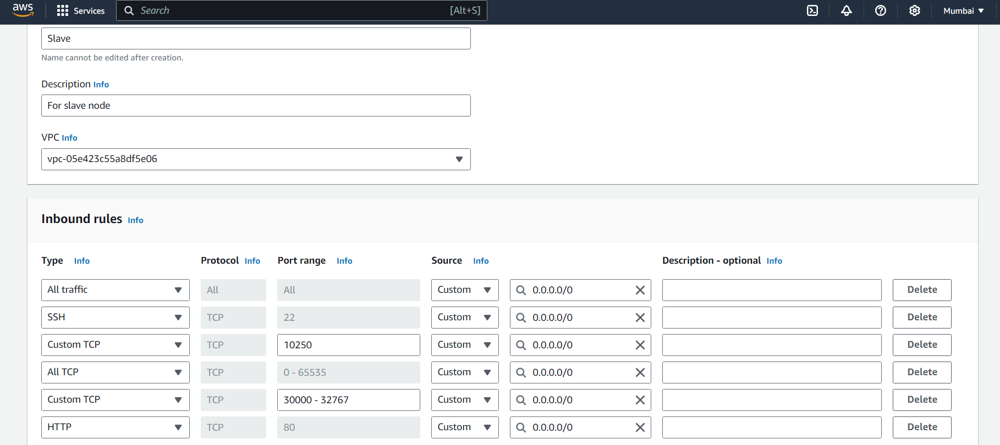 aws Services Search [Alt+S] Mumbai
Slave
Name cannot be edited after creation.
Description Info
For slave node
VPC Info
vpc-05e423c55a8df5e06
Inbound rules Info
Type Info Protocol Info Port range Info Source Info Description - optional Info
All traffic All All Custom 0.0.0.0/0 Delete
SSH TCP 22 Custom 0.0.0.0/0 Delete
Custom TCP TCP 10250 Custom 0.0.0.0/0 Delete
All TCP TCP 0 - 65535 Custom 0.0.0.0/0 Delete
Custom TCP TCP 30000 - 32767 Custom 0.0.0.0/0 Delete
HTTP TCP 80 Custom 0.0.0.0/0 Delete